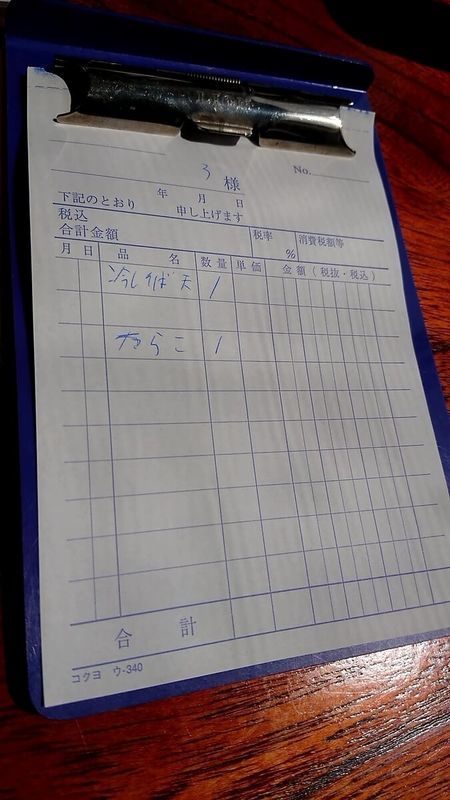 3 様
No.
年 月 日
下記のとおり 申し上げます
税込
合計金額
税率 %
消費税額等
月 日 品 名 数量 単価 金額(税抜・税込)
冷しそば天 1
たらこ 1
合 計
コクヨ ウ-340